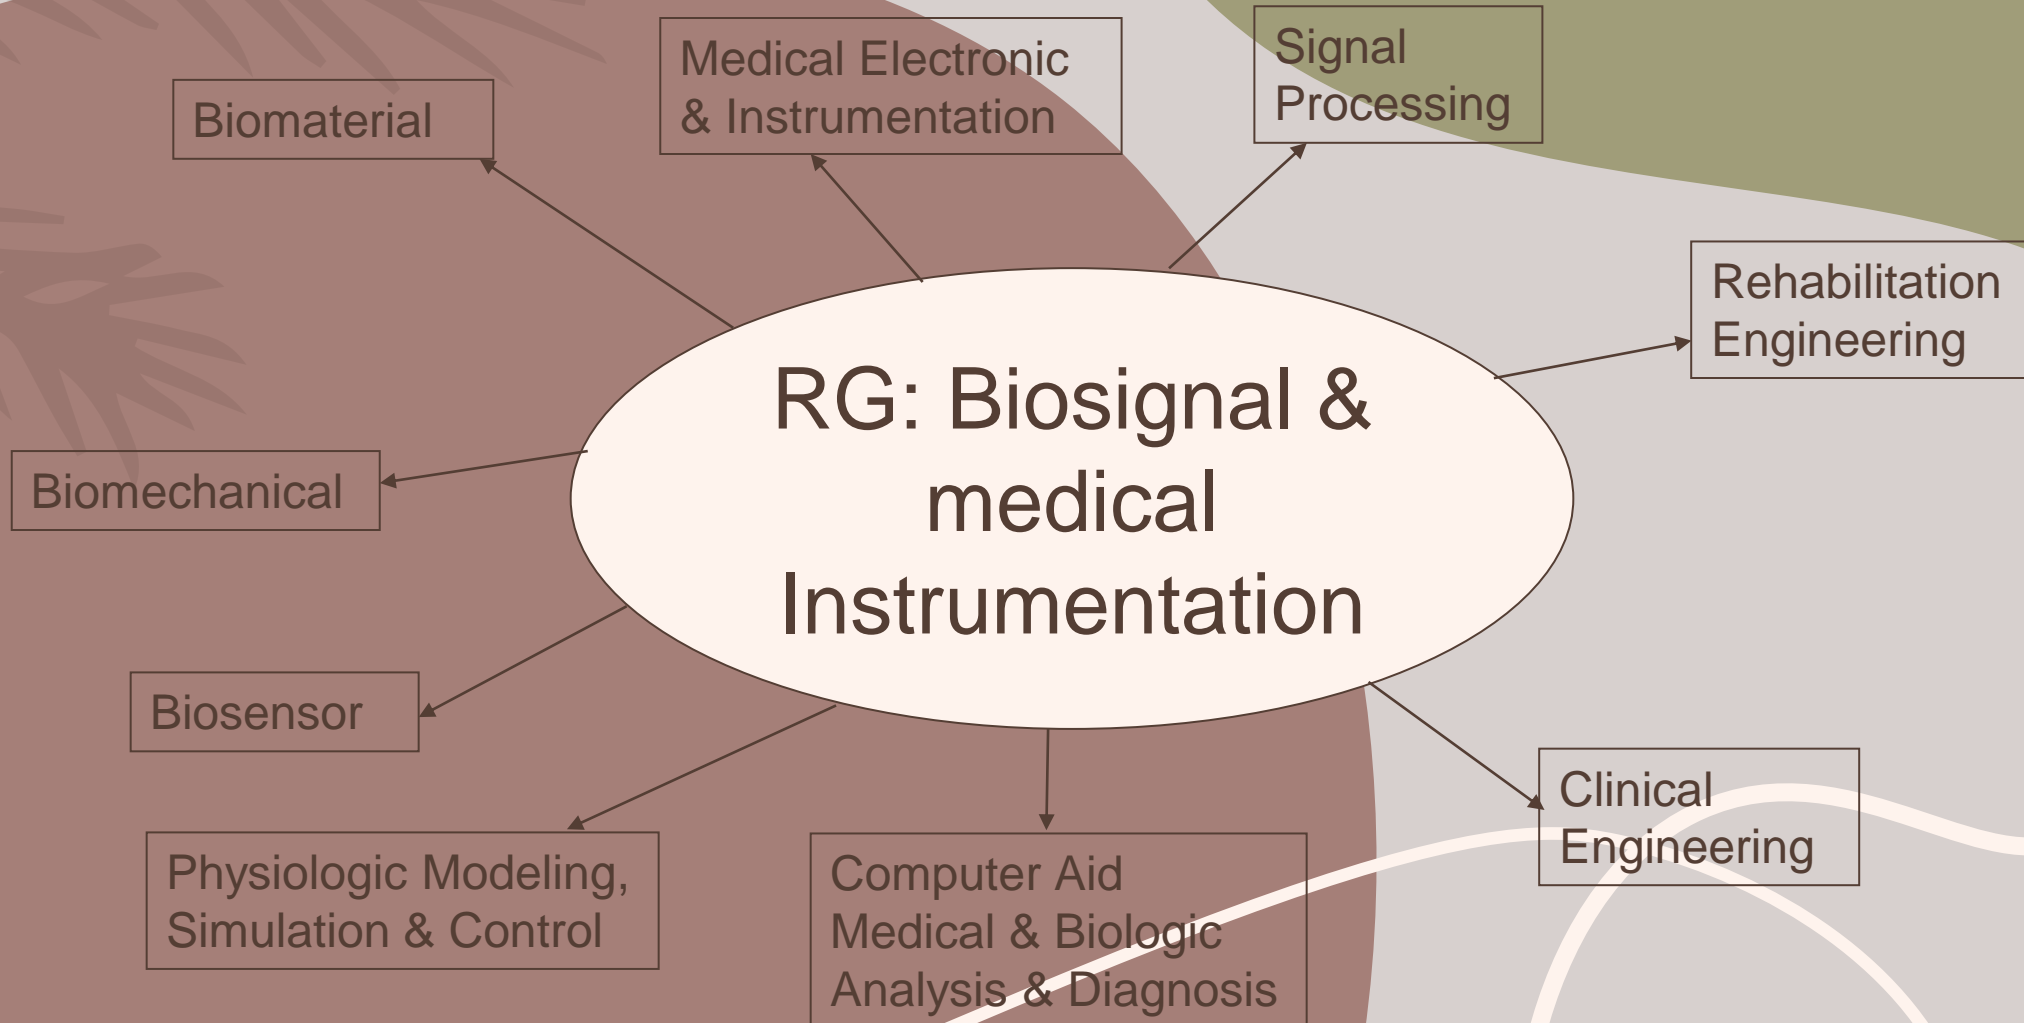 Medical Electronic
& Instrumentation
Signal
Processing
Biomaterial
Rehabilitation
Engineering
RG: Biosignal &
medical
Instrumentation
Biomechanical
Biosensor
Clinical
Engineering
Physiologic Modeling,
Simulation & Control
Computer Aid
Medical & Biologic
Analysis & Diagnosis